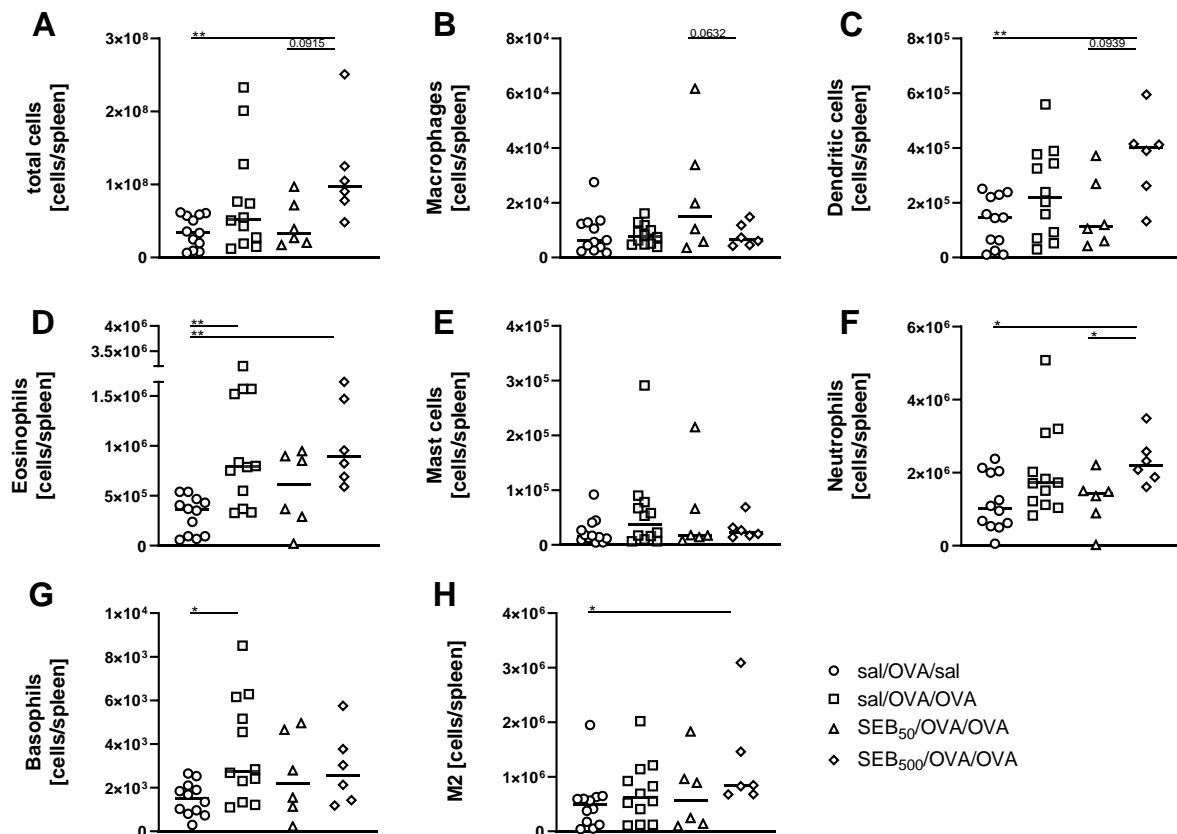 A
total cells
[cells/spleen]
3×10⁸
2×10⁸
1×10⁸
0
**
0.0915
B
Macrophages
[cells/spleen]
8×10⁴
6×10⁴
4×10⁴
2×10⁴
0
0.0632
C
Dendritic cells
[cells/spleen]
8×10⁵
6×10⁵
4×10⁵
2×10⁵
0
**
0.0939
D
Eosinophils
[cells/spleen]
4×10⁶
3.5×10⁶
1.5×10⁶
1×10⁶
5×10⁵
0
**
**
E
Mast cells
[cells/spleen]
4×10⁵
3×10⁵
2×10⁵
1×10⁵
0
F
Neutrophils
[cells/spleen]
6×10⁶
4×10⁶
2×10⁶
0
*
*
G
Basophils
[cells/spleen]
1×10⁴
8×10³
6×10³
4×10³
2×10³
0
*
H
M2 [cells/spleen]
4×10⁶
3×10⁶
2×10⁶
1×10⁶
0
*
sal/OVA/sal
sal/OVA/OVA
SEB₅₀/OVA/OVA
SEB₅₀₀/OVA/OVA